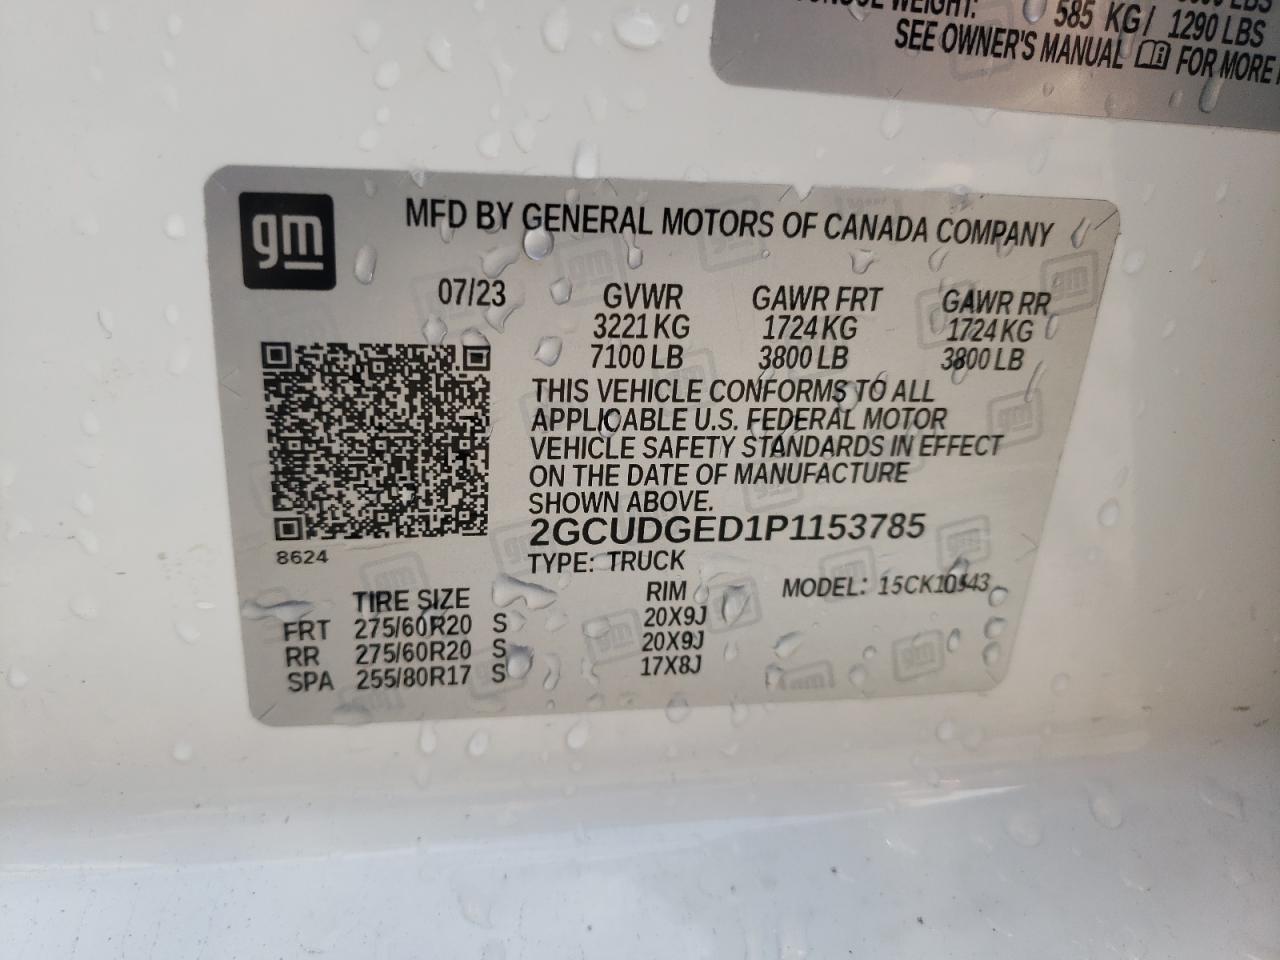 585 KG / 1290 LBS
SEE OWNER'S MANUAL FOR MORE
gm
MFD BY GENERAL MOTORS OF CANADA COMPANY
07/23 GVWR GAWR FRT GAWR RR
3221 KG 1724 KG 1724 KG
7100 LB 3800 LB 3800 LB
THIS VEHICLE CONFORMS TO ALL
APPLICABLE U.S. FEDERAL MOTOR
VEHICLE SAFETY STANDARDS IN EFFECT
ON THE DATE OF MANUFACTURE
SHOWN ABOVE.
2GCUDGED1P1153785
8624
TYPE: TRUCK MODEL: 15CK10543
TIRE SIZE RIM
FRT 275/60R20 S 20X9J
RR 275/60R20 S 20X9J
SPA 255/80R17 S 17X8J